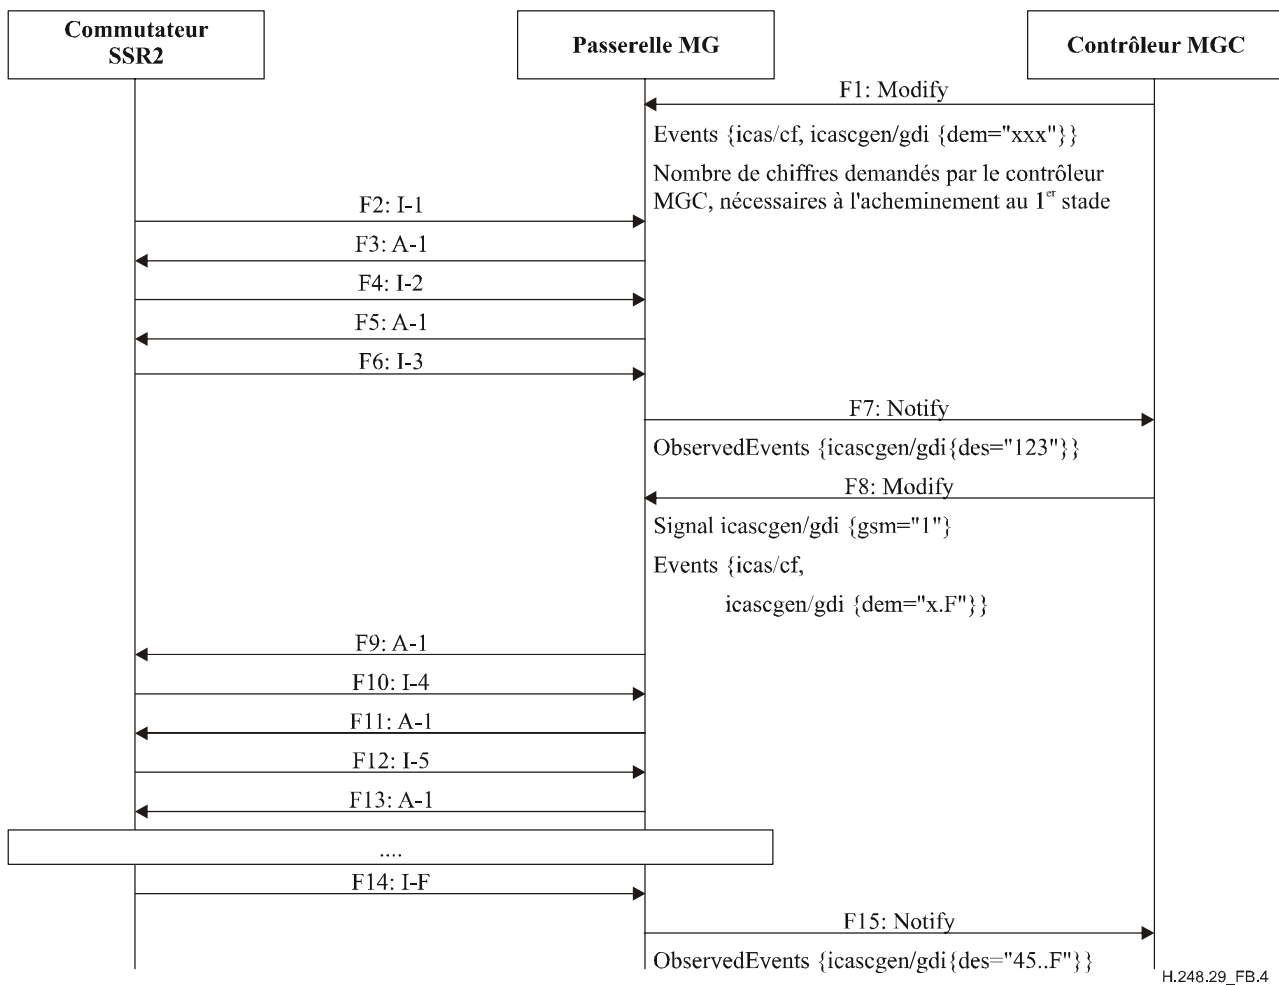 Commutateur
SSR2
Passerelle MG
Contrôleur MGC
F1: Modify
Events {icas/cf, icascgen/gdi {dem="xxx"}}
Nombre de chiffres demandés par le contrôleur
MGC, nécessaires à l'acheminement au 1er stade
F2: I-1
F3: A-1
F4: I-2
F5: A-1
F6: I-3
F7: Notify
ObservedEvents {icascgen/gdi{des="123"}}
F8: Modify
Signal icascgen/gdi {gsm="1"}
Events {icas/cf,
icascgen/gdi {dem="x.F"}}
F9: A-1
F10: I-4
F11: A-1
F12: I-5
F13: A-1
....
F14: I-F
F15: Notify
ObservedEvents {icascgen/gdi{des="45..F"}}
H.248.29_FB.4